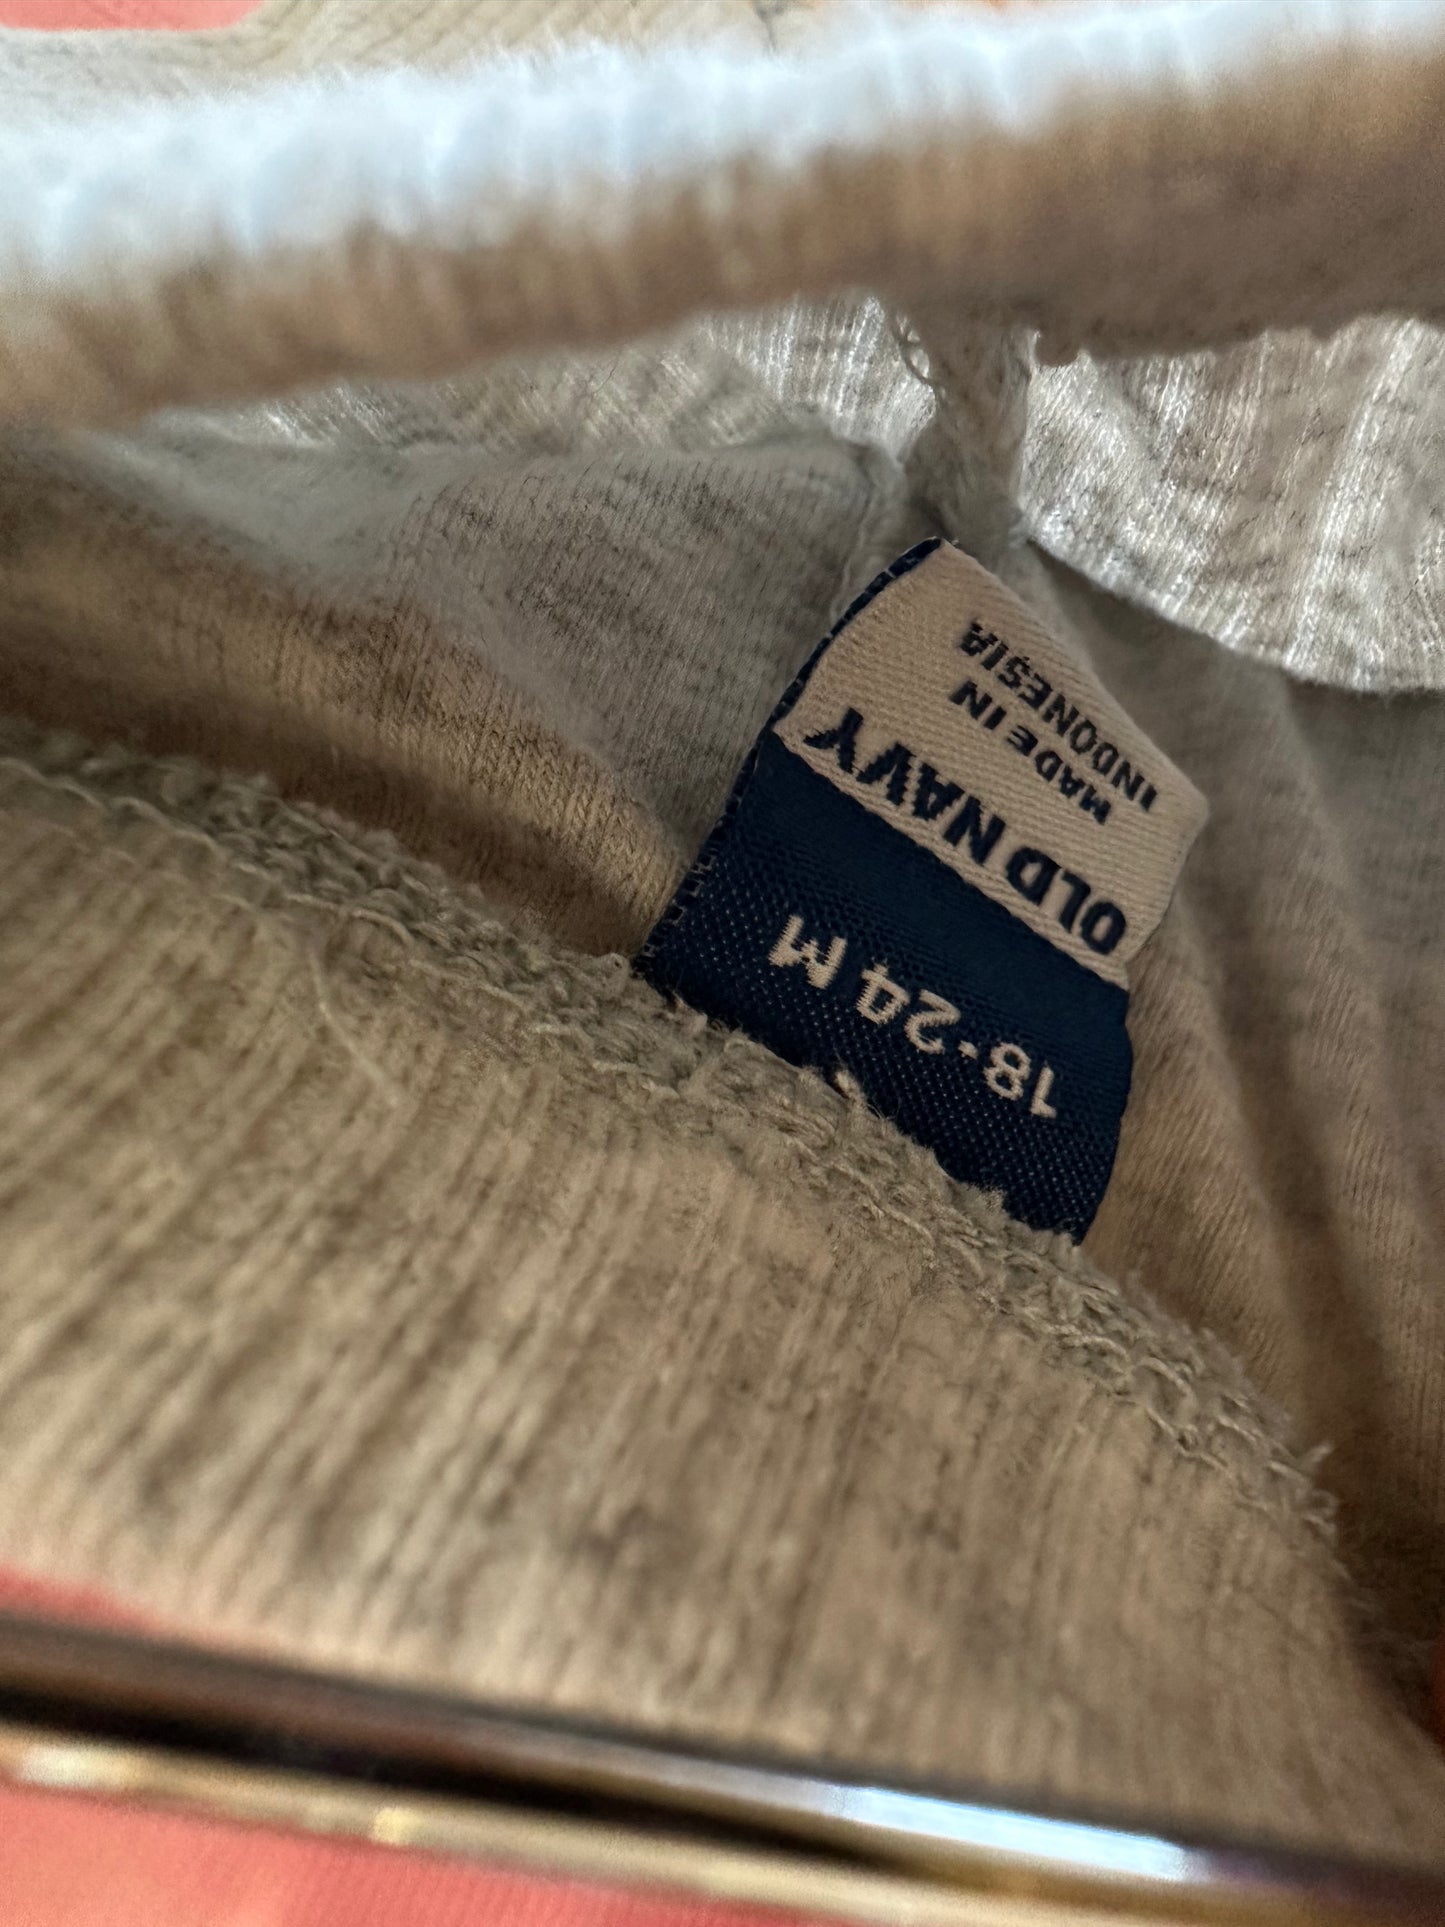 18-24 M
OLD NAVY
MADE IN
INDONESIA